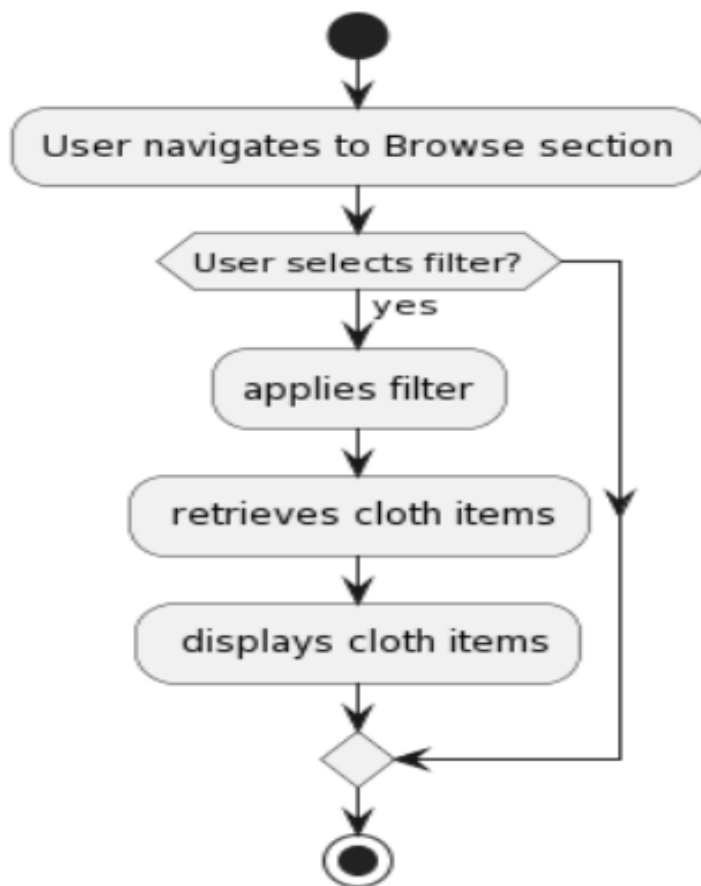 User navigates to Browse section
User selects filter?
yes
applies filter
retrieves cloth items
displays cloth items